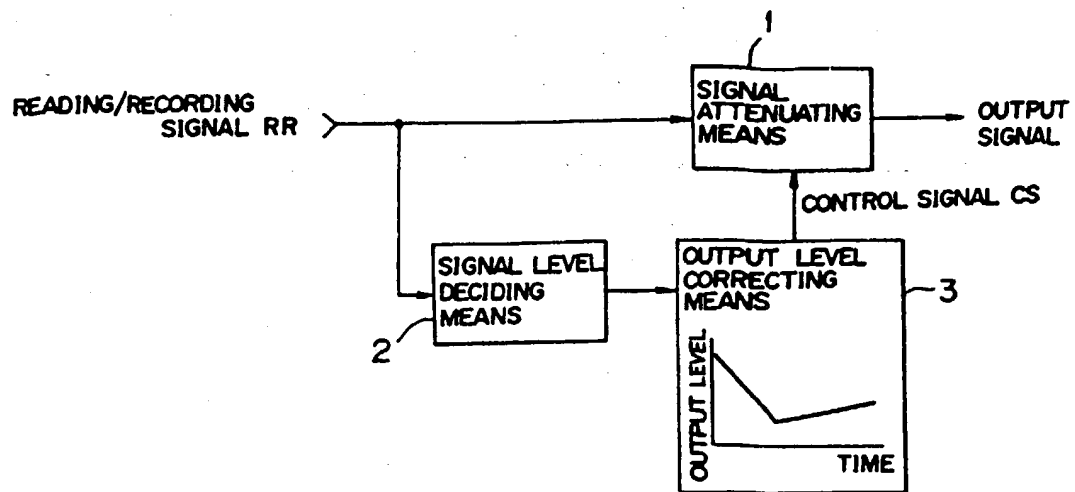 1
READING/RECORDING
SIGNAL RR
SIGNAL
ATTENUATING
MEANS
OUTPUT
SIGNAL
CONTROL SIGNAL CS
SIGNAL LEVEL
DECIDING
MEANS
2
OUTPUT LEVEL
CORRECTING
MEANS
3
OUTPUT LEVEL
TIME